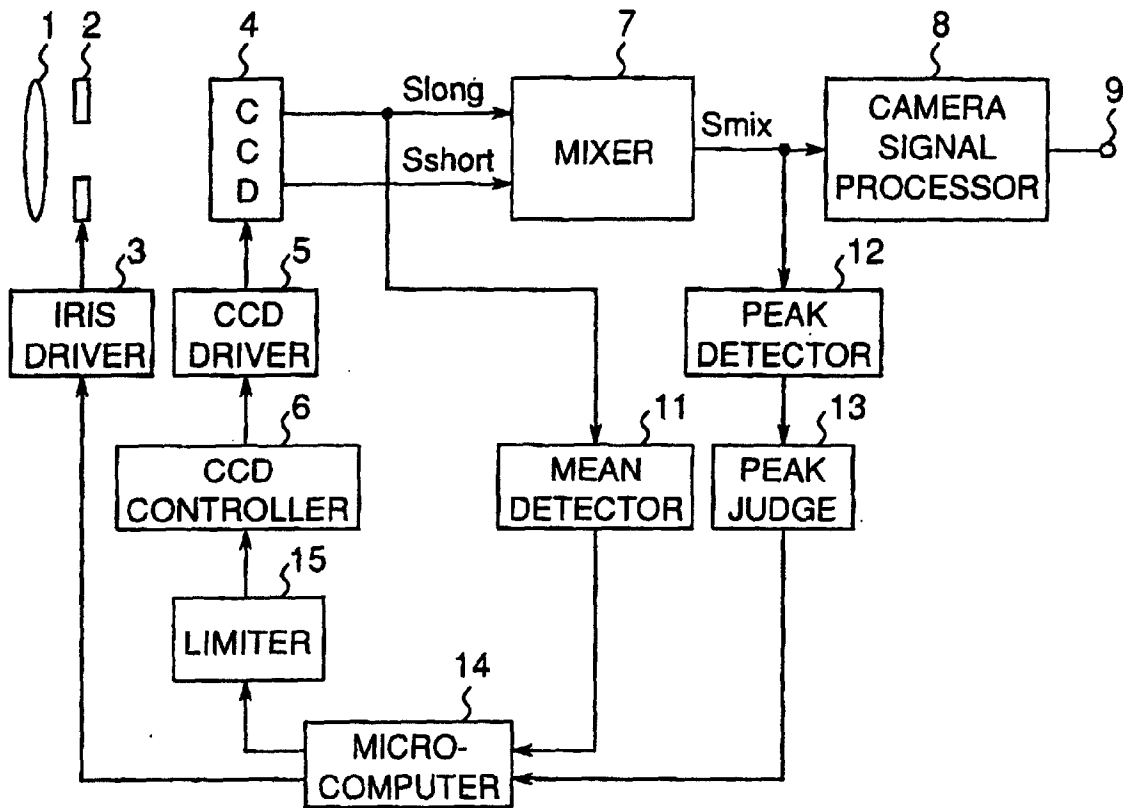 1
2
4
7
8
9
C
C
D
Slong
Sshort
MIXER
Smix
CAMERA
SIGNAL
PROCESSOR
3
5
12
IRIS
DRIVER
CCD
DRIVER
PEAK
DETECTOR
6
11
13
CCD
CONTROLLER
MEAN
DETECTOR
PEAK
JUDGE
15
LIMITER
14
MICRO-
COMPUTER